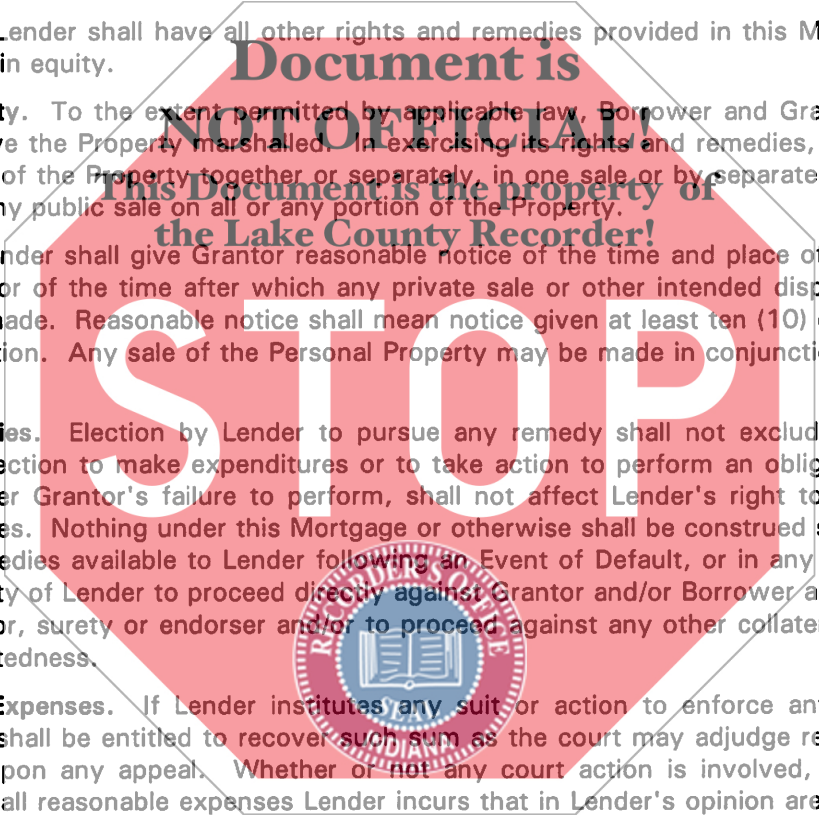 Lender shall have all other rights and remedies provided in this M
in equity.
Document is
ty. To the extent permitted by applicable law, Borrower and Gra
NOT OFFICIAL!
e the Property marshalled. In exercising its rights and remedies,
of the Property together or separately, in one sale or by separate
This Document is the property of
ny public sale on all or any portion of the Property.
the Lake County Recorder!
nder shall give Grantor reasonable notice of the time and place of
or of the time after which any private sale or other intended disp
ade. Reasonable notice shall mean notice given at least ten (10)
ion. Any sale of the Personal Property may be made in conjuncti
STOP
ies. Election by Lender to pursue any remedy shall not exclud
ection to make expenditures or to take action to perform an oblig
er Grantor's failure to perform, shall not affect Lender's right to
es. Nothing under this Mortgage or otherwise shall be construed s
edies available to Lender following an Event of Default, or in any
ty of Lender to proceed directly against Grantor and/or Borrower a
or, surety or endorser and/or to proceed against any other collate
tedness.
RECORDER'S OFFICE
SEAL
INDIANA
Expenses. If Lender institutes any suit or action to enforce an
shall be entitled to recover such sum as the court may adjudge re
pon any appeal. Whether or not any court action is involved,
all reasonable expenses Lender incurs that in Lender's opinion are